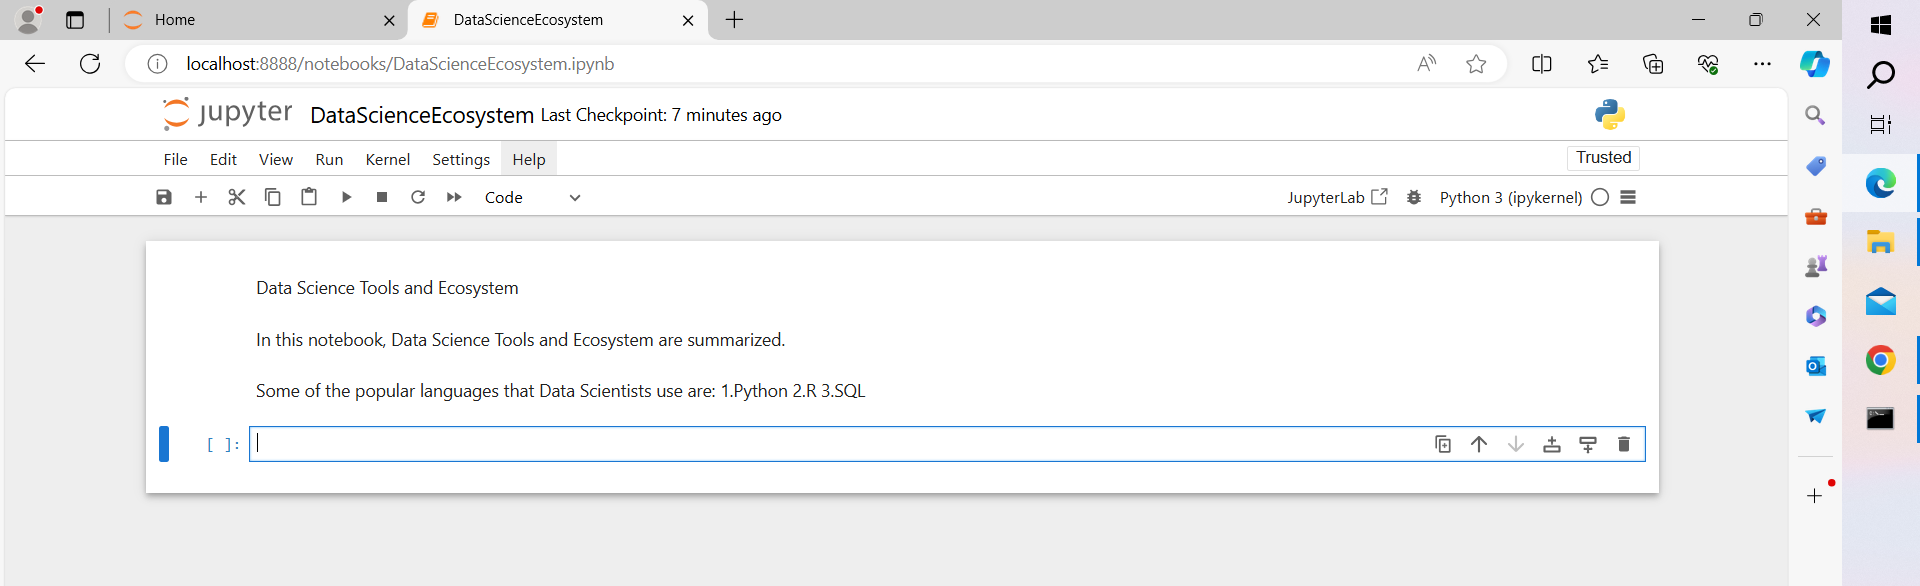 Home
DataScienceEcosystem
localhost:8888/notebooks/DataScienceEcosystem.ipynb
jupyter DataScienceEcosystem Last Checkpoint: 7 minutes ago
File Edit View Run Kernel Settings Help
Trusted
Code
JupyterLab
Python 3 (ipykernel)
Data Science Tools and Ecosystem
In this notebook, Data Science Tools and Ecosystem are summarized.
Some of the popular languages that Data Scientists use are: 1.Python 2.R 3.SQL
[ ]: